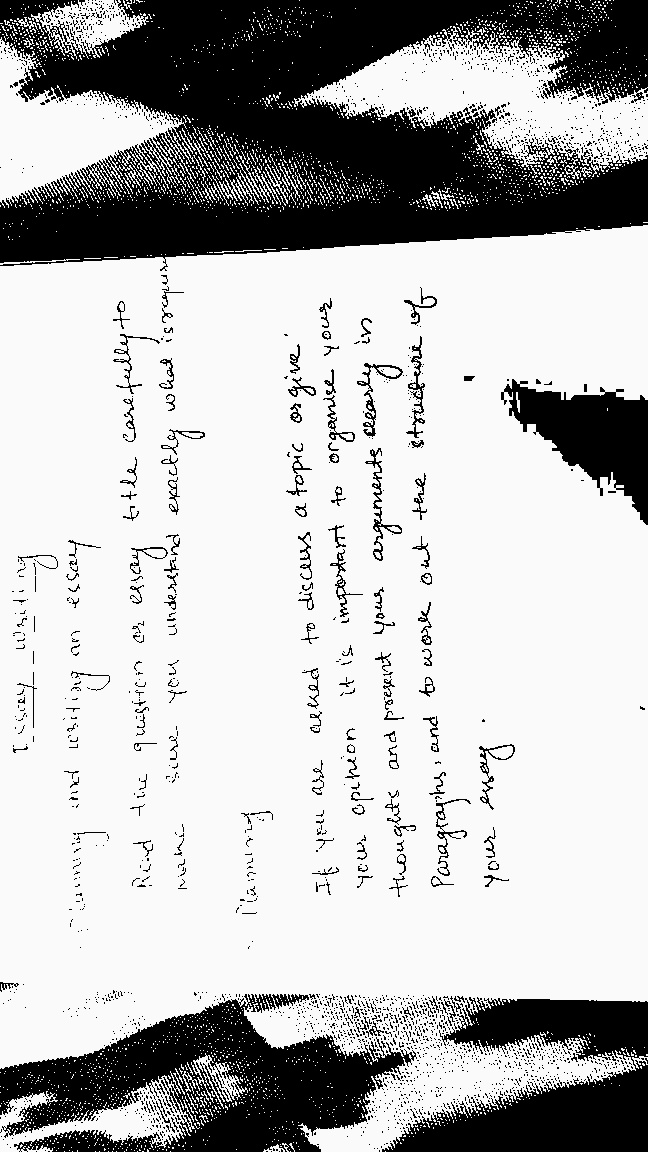 Essay writing
- Planning and writing an essay
Read the question or essay title carefully to
make sure you understand exactly what is
- Planning
If you are asked to discuss a topic or give
your opinion it is important to organise your
thoughts and present your arguments clearly in
Paragraphs, and to work out the structure of
your essay.